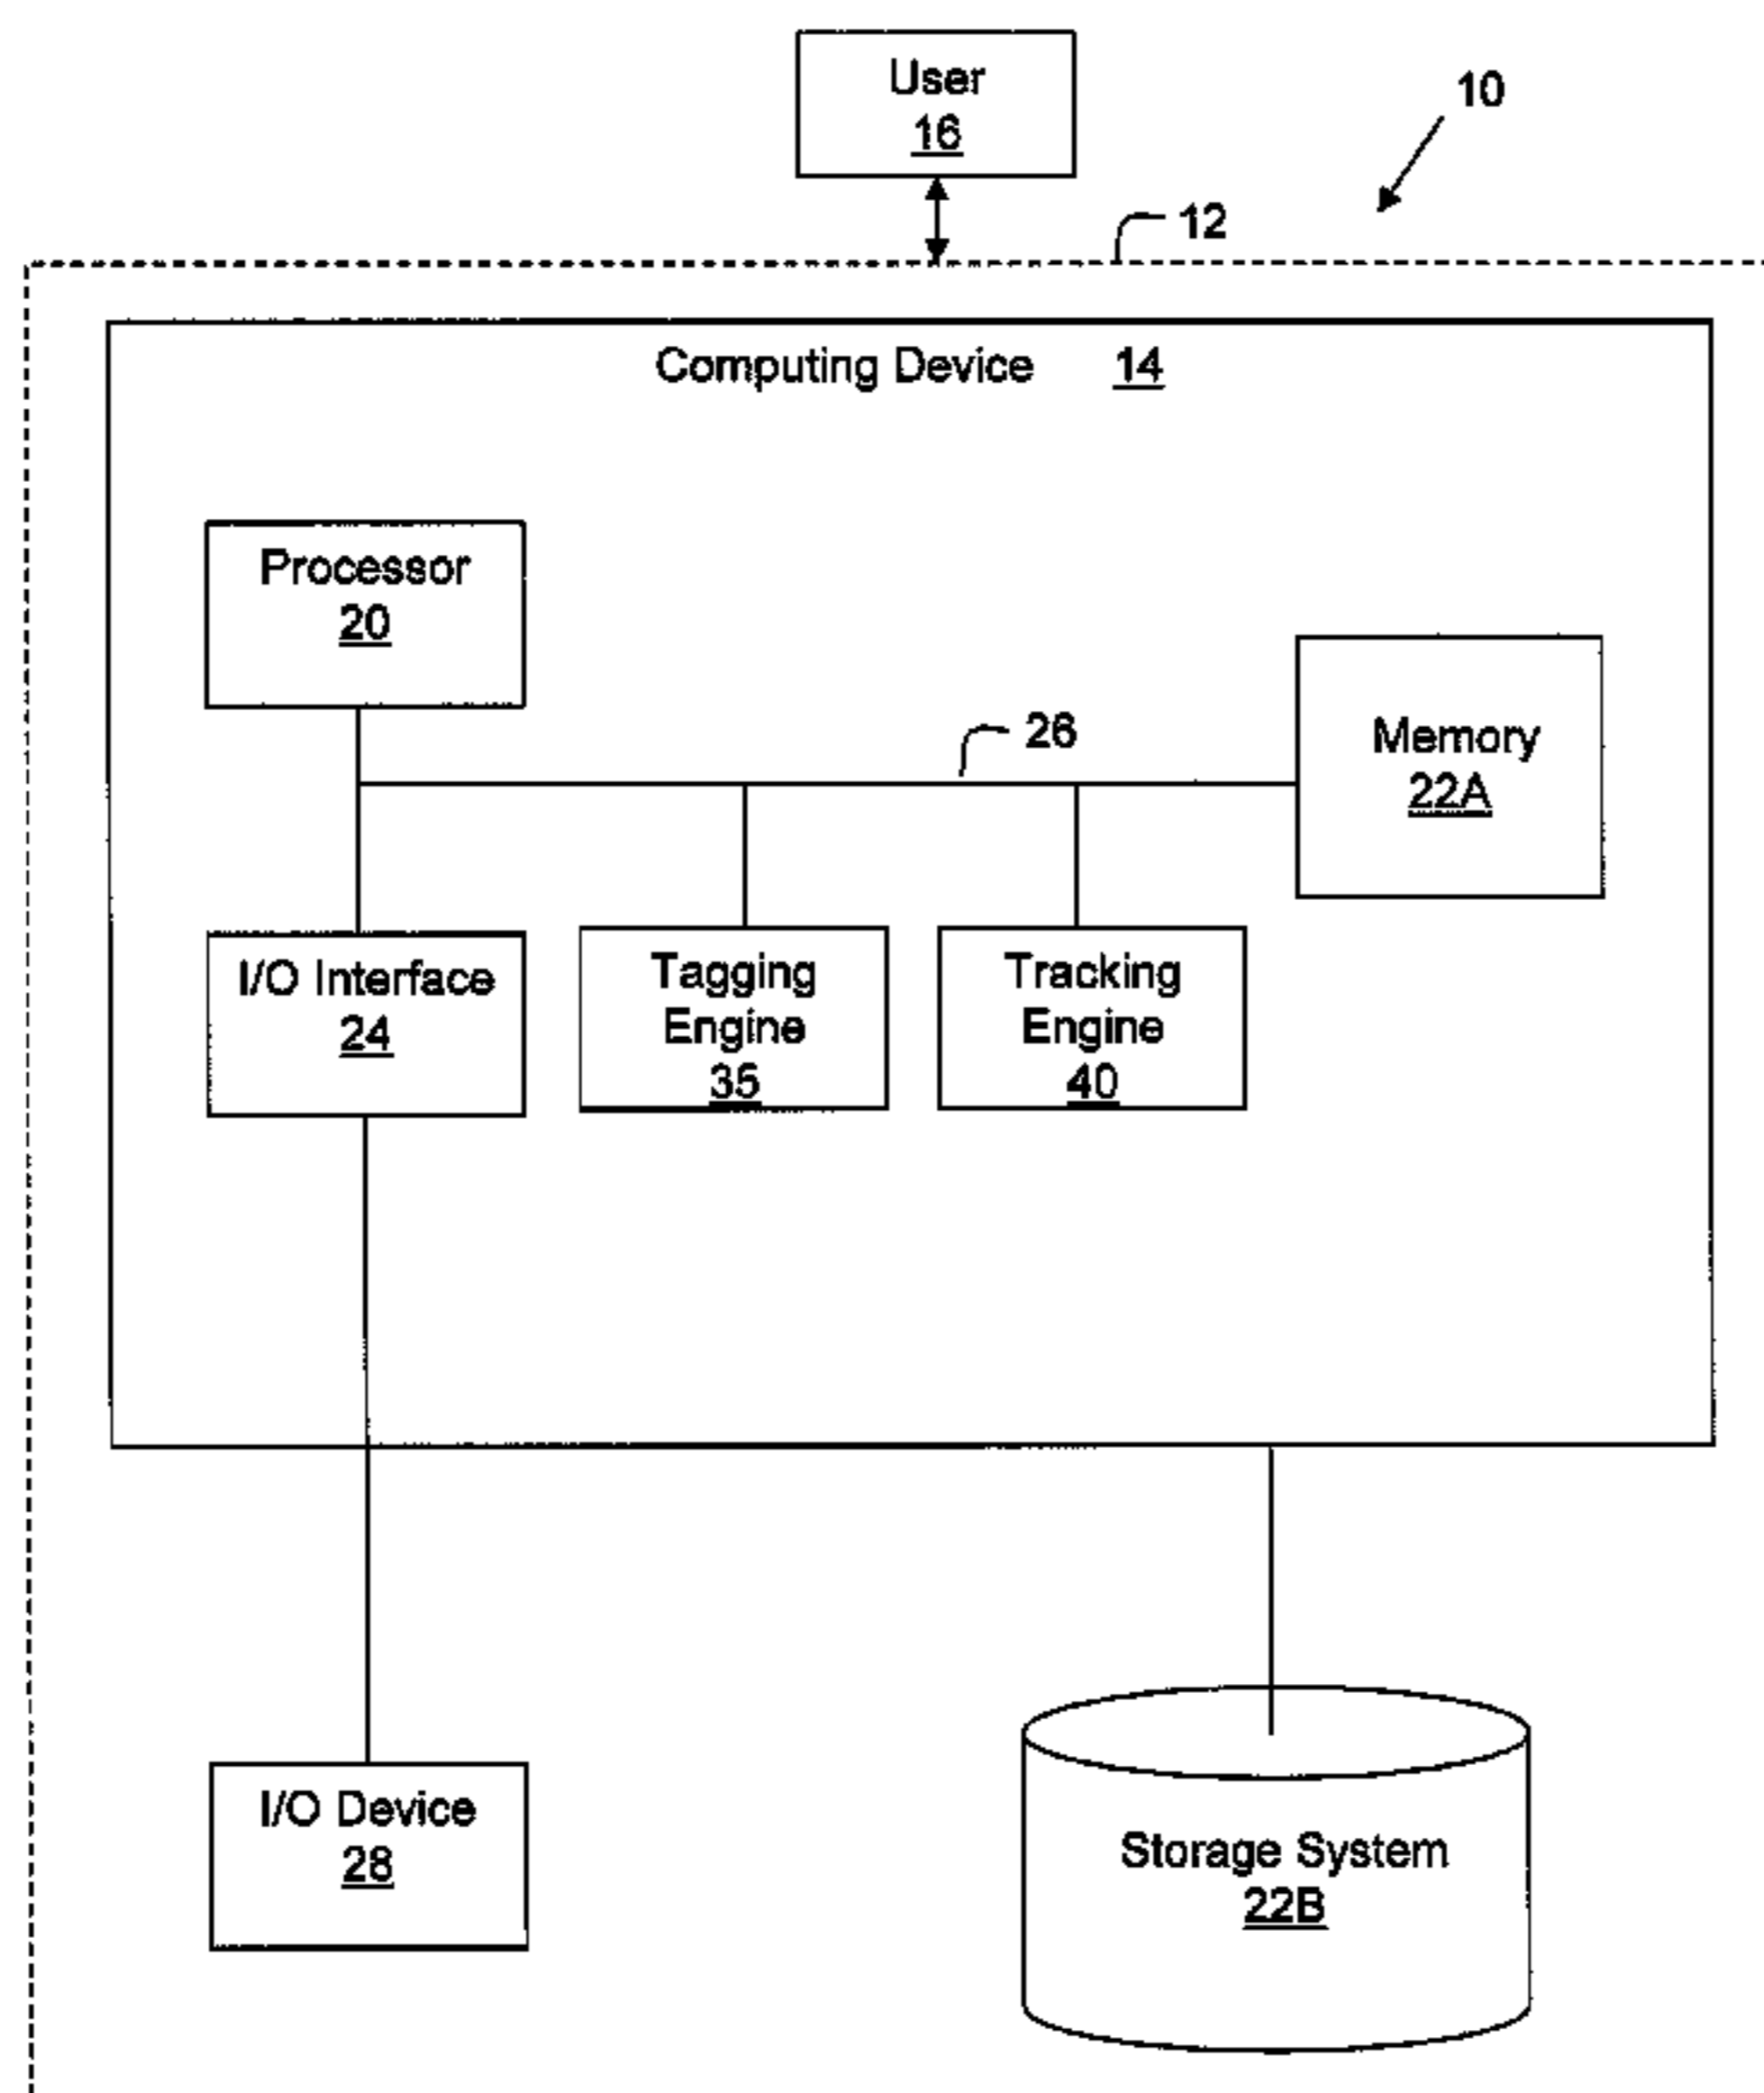 User
16
10
12
Computing Device 14
Processor
20
26
Memory
22A
I/O Interface
24
Tagging
Engine
35
Tracking
Engine
40
I/O Device
28
Storage System
22B